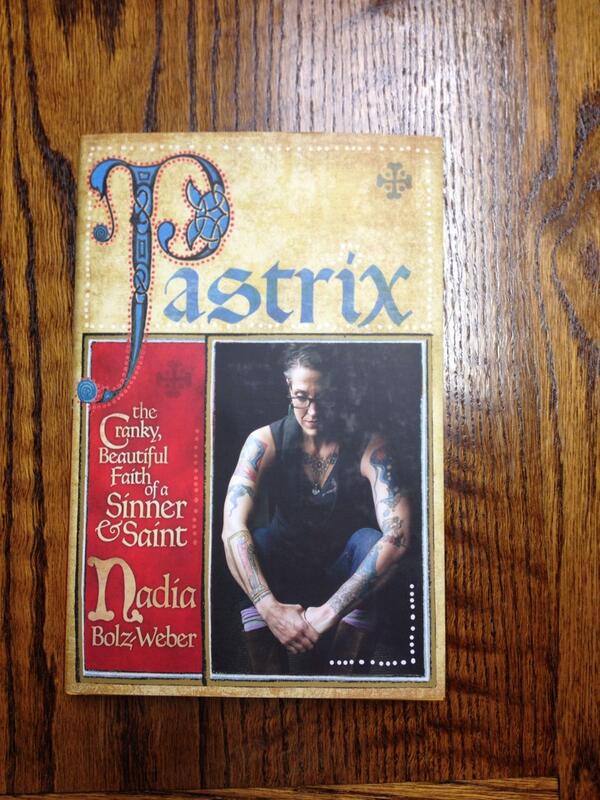 Pastrix
the
Cranky,
Beautiful
Faith
of a
Sinner
& Saint
Nadia
Bolz-Weber